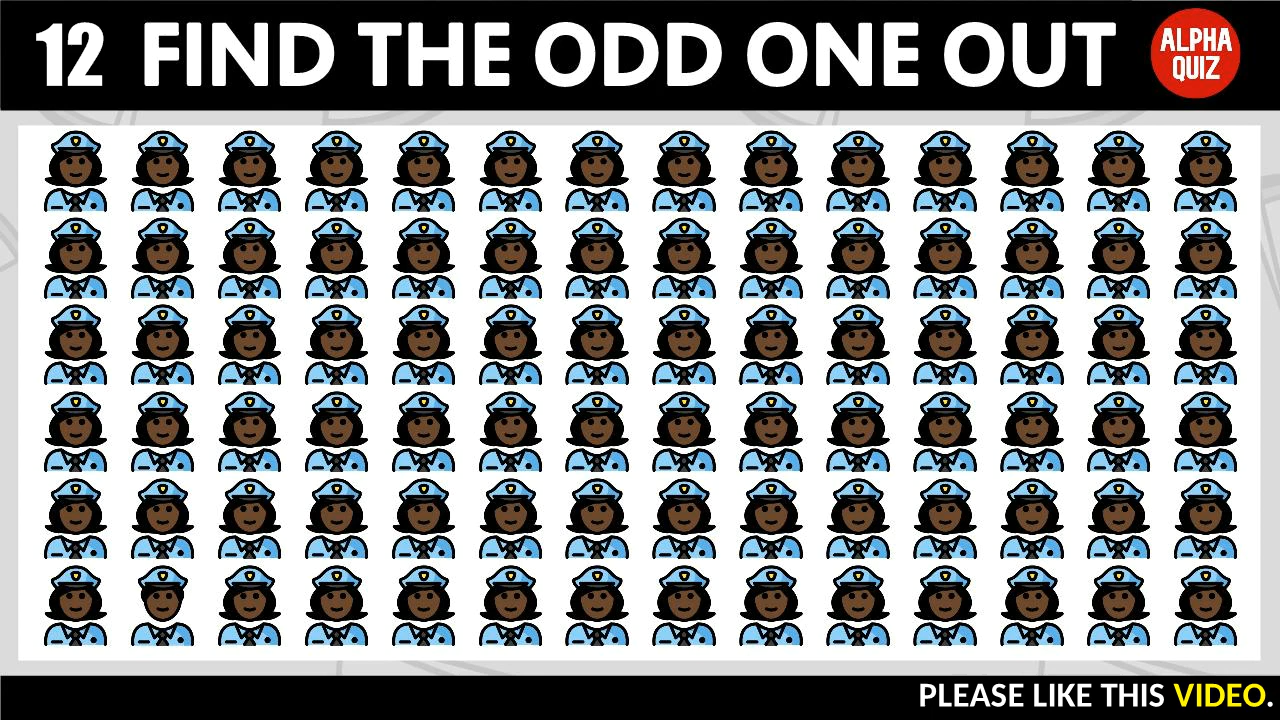 12 FIND THE ODD ONE OUT
ALPHA
QUIZ
PLEASE LIKE THIS VIDEO.